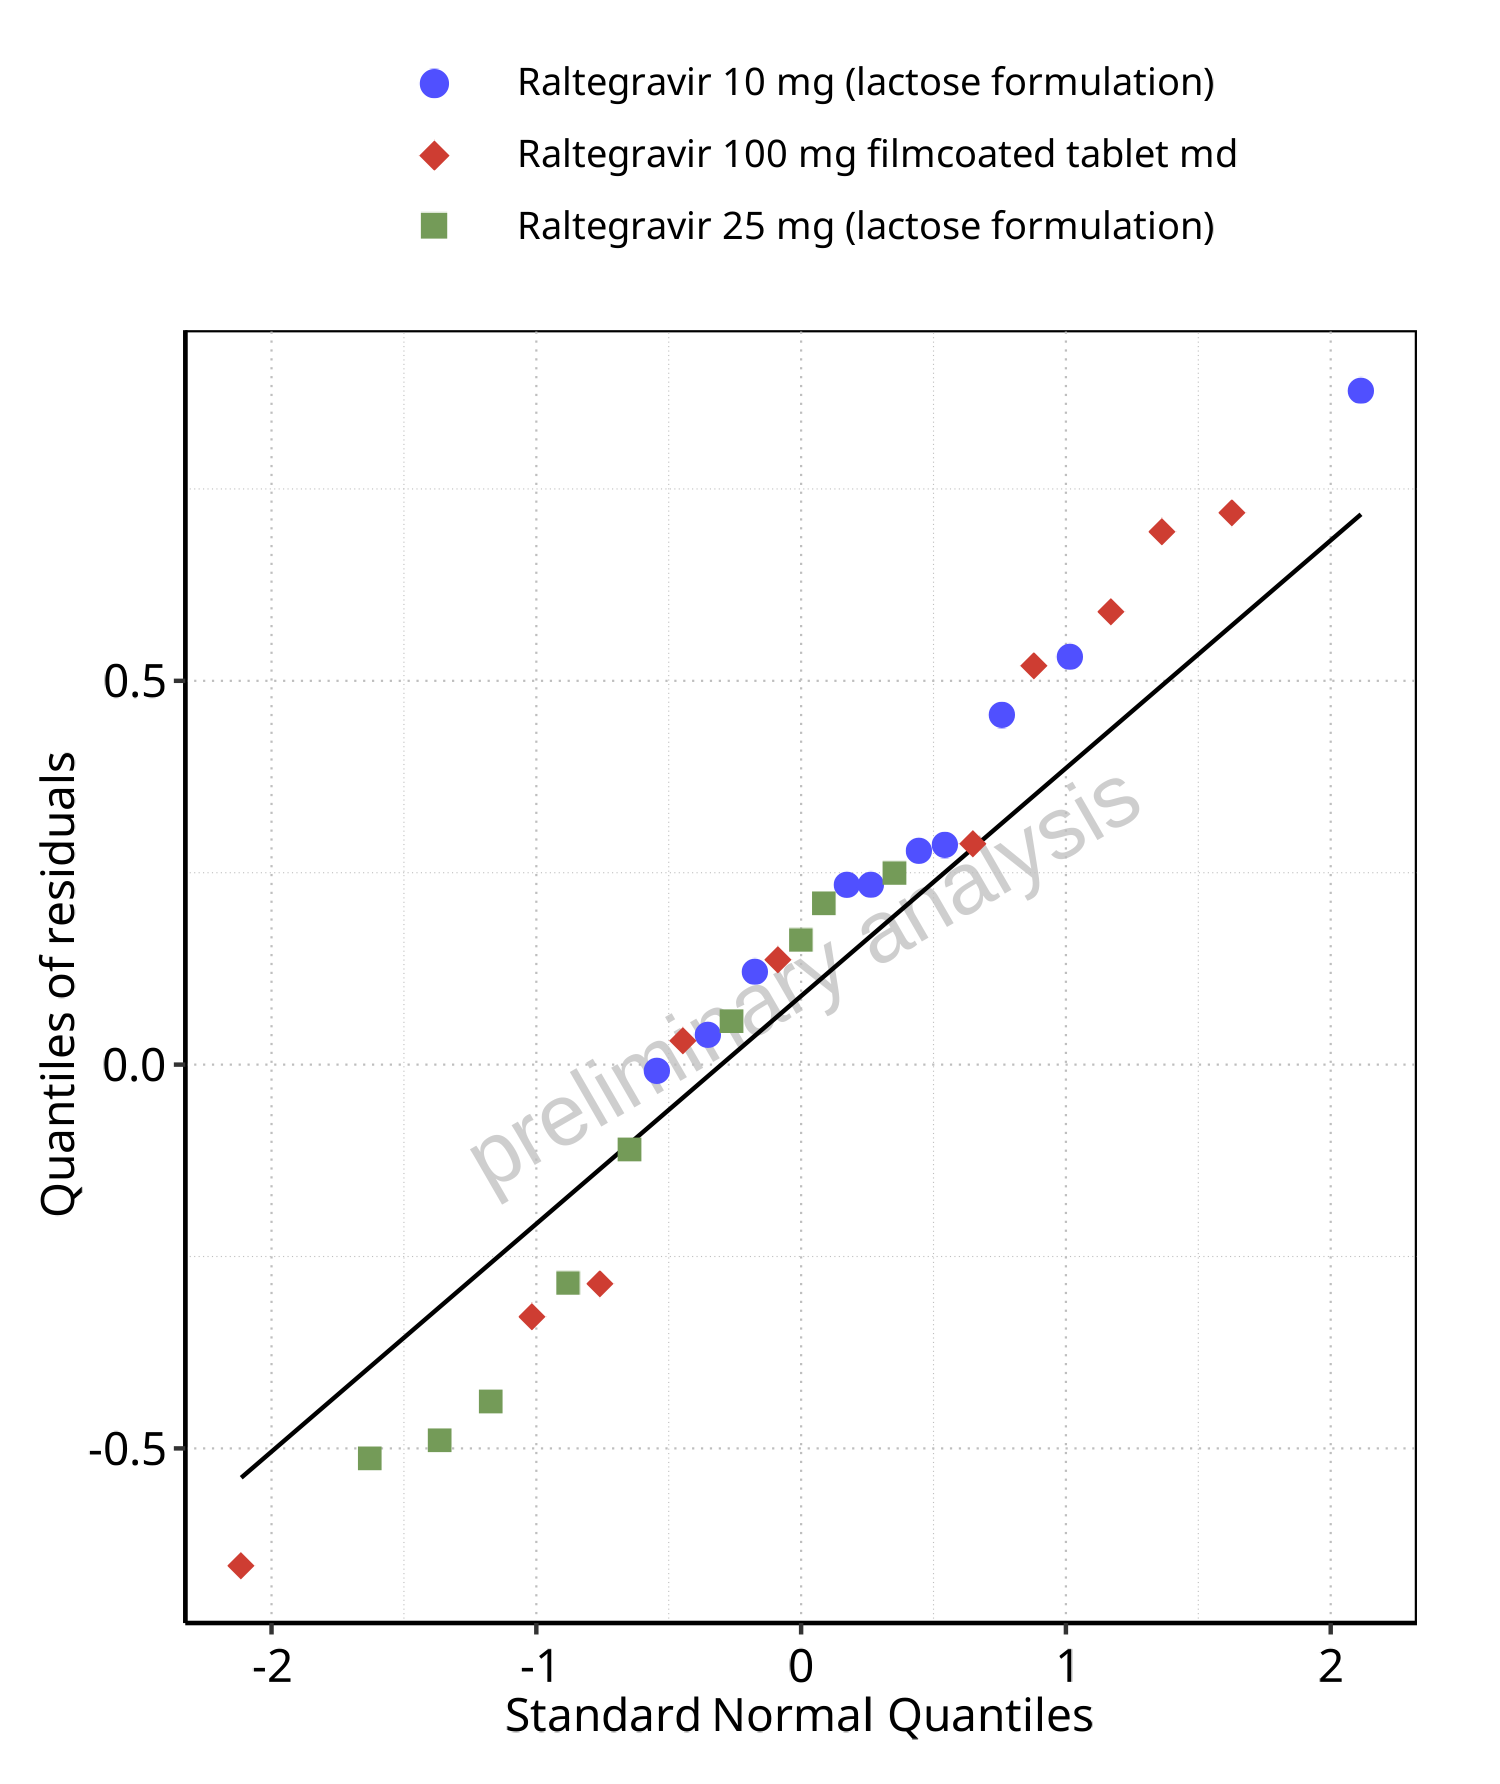 Raltegravir 10 mg (lactose formulation)
Raltegravir 100 mg filmcoated tablet md
Raltegravir 25 mg (lactose formulation)
0.5
0.0
-0.5
Quantiles of residuals
preliminary analysis
-2 -1 0 1 2
Standard Normal Quantiles